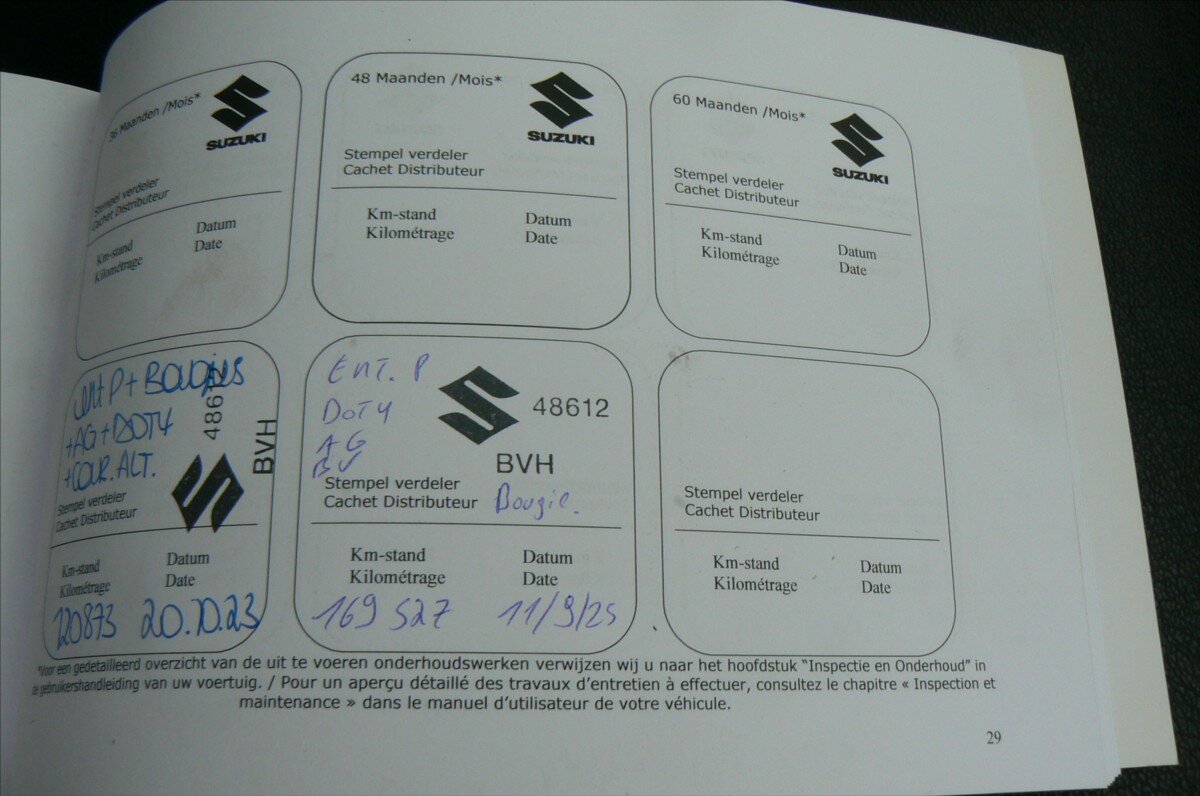 36 Maanden /Mois*
SUZUKI
Stempel verdeler
Cachet Distributeur
Km-stand Datum
Kilométrage Date
48 Maanden /Mois*
SUZUKI
Stempel verdeler
Cachet Distributeur
Km-stand Datum
Kilométrage Date
60 Maanden /Mois*
SUZUKI
Stempel verdeler
Cachet Distributeur
Km-stand Datum
Kilométrage Date
ent P + BOUGIES
+AG + DOT4
+COUR.ALT.
48612
BVH
Stempel verdeler
Cachet Distributeur
Km-stand Datum
Kilométrage Date
120873 20.10.23
Ent. P
DOT4
AG
BV
48612
BVH
Stempel verdeler
Cachet Distributeur Bougie.
Km-stand Datum
Kilométrage Date
169 527 11/9/25
Stempel verdeler
Cachet Distributeur
Km-stand Datum
Kilométrage Date
*Voor een gedetailleerd overzicht van de uit te voeren onderhoudswerken verwijzen wij u naar het hoofdstuk "Inspectie en Onderhoud" in
de gebruikershandleiding van uw voertuig. / Pour un aperçu détaillé des travaux d'entretien à effectuer, consultez le chapitre « Inspection et
maintenance » dans le manuel d'utilisateur de votre véhicule.
29